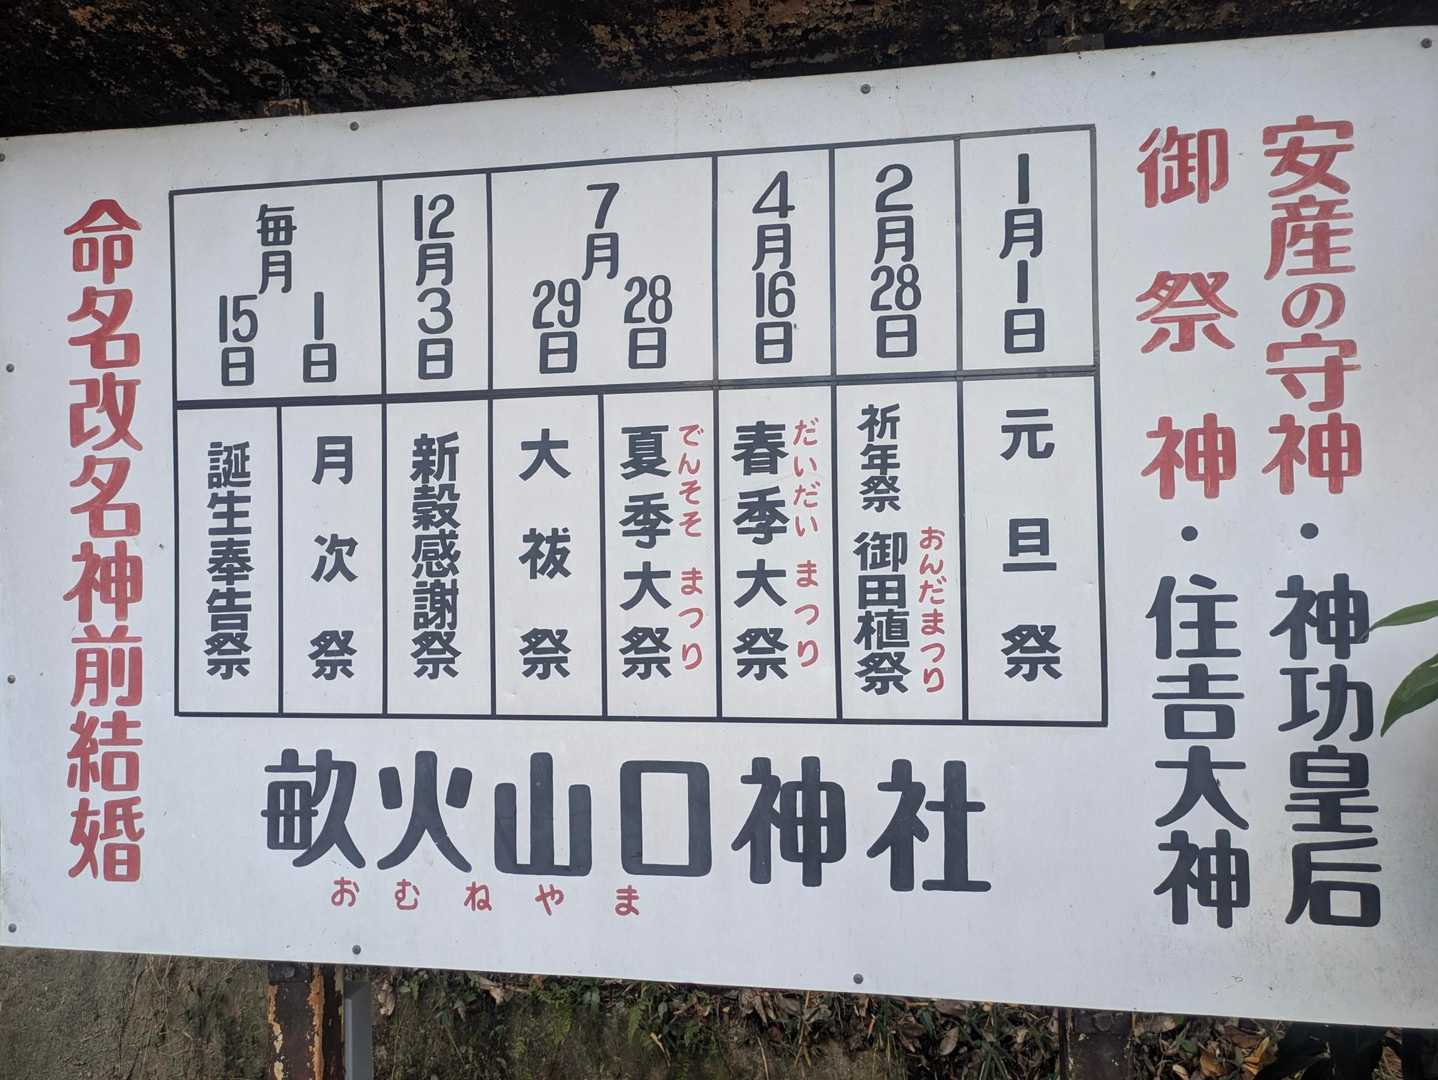 安産の守神・神功皇后
御祭神・住吉大神
1月1日
元旦祭
2月28日
祈年祭 御田植祭
おんだまつり
4月16日
春季大祭
だいだい まつり
7月
28日
夏季大祭
でんそそ まつり
29日
大祓祭
12月3日
新穀感謝祭
毎月
1日
月次祭
15日
誕生奉告祭
畝火山口神社
おむねやま
命名改名神前結婚